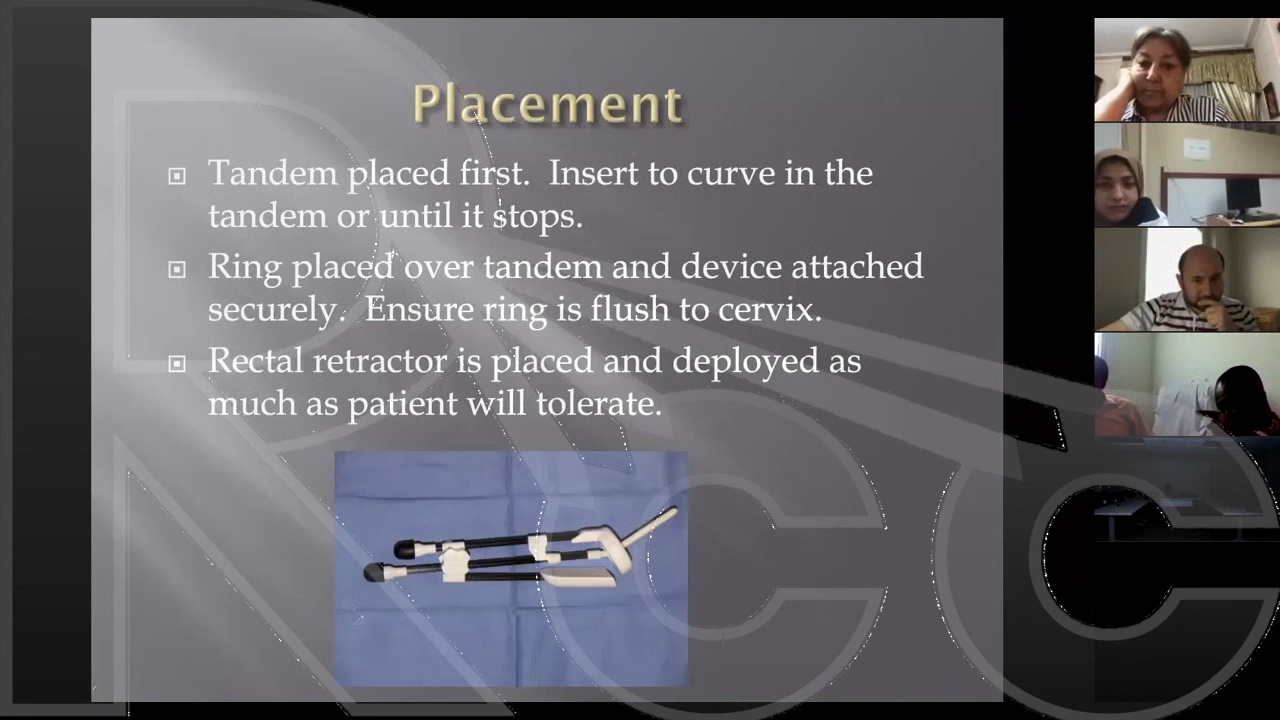 Placement
Tandem placed first.  Insert to curve in the
tandem or until it stops.
Ring placed over tandem and device attached
securely.  Ensure ring is flush to cervix.
Rectal retractor is placed and deployed as
much as patient will tolerate.
RCC